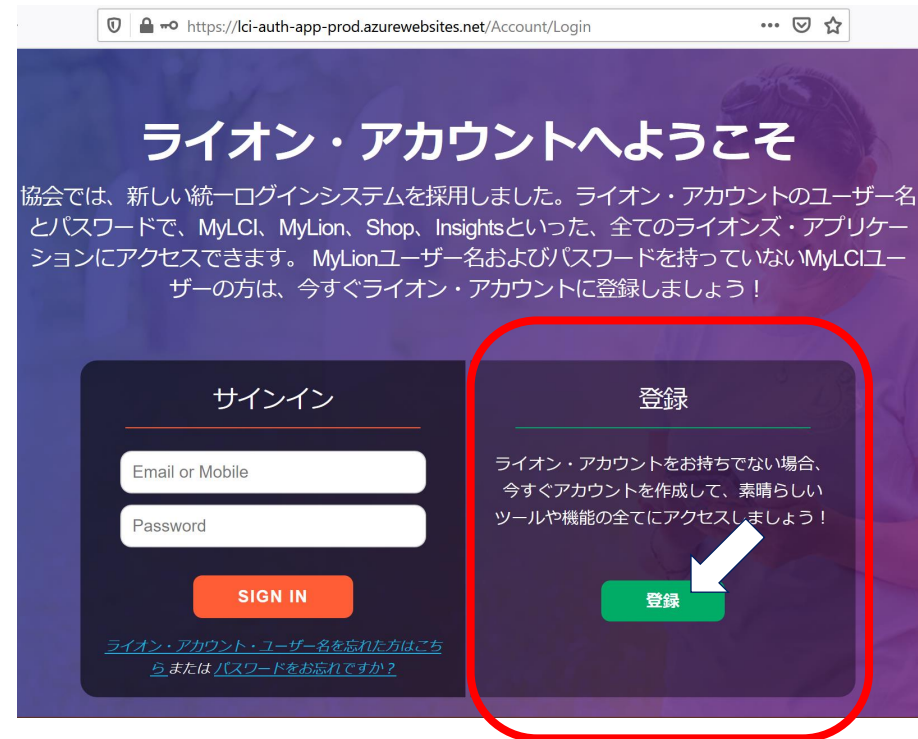 https://lci-auth-app-prod.azurewebsites.net/Account/Login
ライオン・アカウントへようこそ
協会では、新しい統一ログインシステムを採用しました。ライオン・アカウントのユーザー名
とパスワードで、MyLCI、MyLion、Shop、Insightsといった、全てのライオンズ・アプリケー
ションにアクセスできます。 MyLionユーザー名およびパスワードを持っていないMyLCIユー
ザーの方は、今すぐライオン・アカウントに登録しましょう！
サインイン
Email or Mobile
Password
SIGN IN
ライオン・アカウント・ユーザー名を忘れた方はこち
ら または パスワードをお忘れですか？
登録
ライオン・アカウントをお持ちでない場合、
今すぐアカウントを作成して、素晴らしい
ツールや機能の全てにアクセスしましょう！
登録